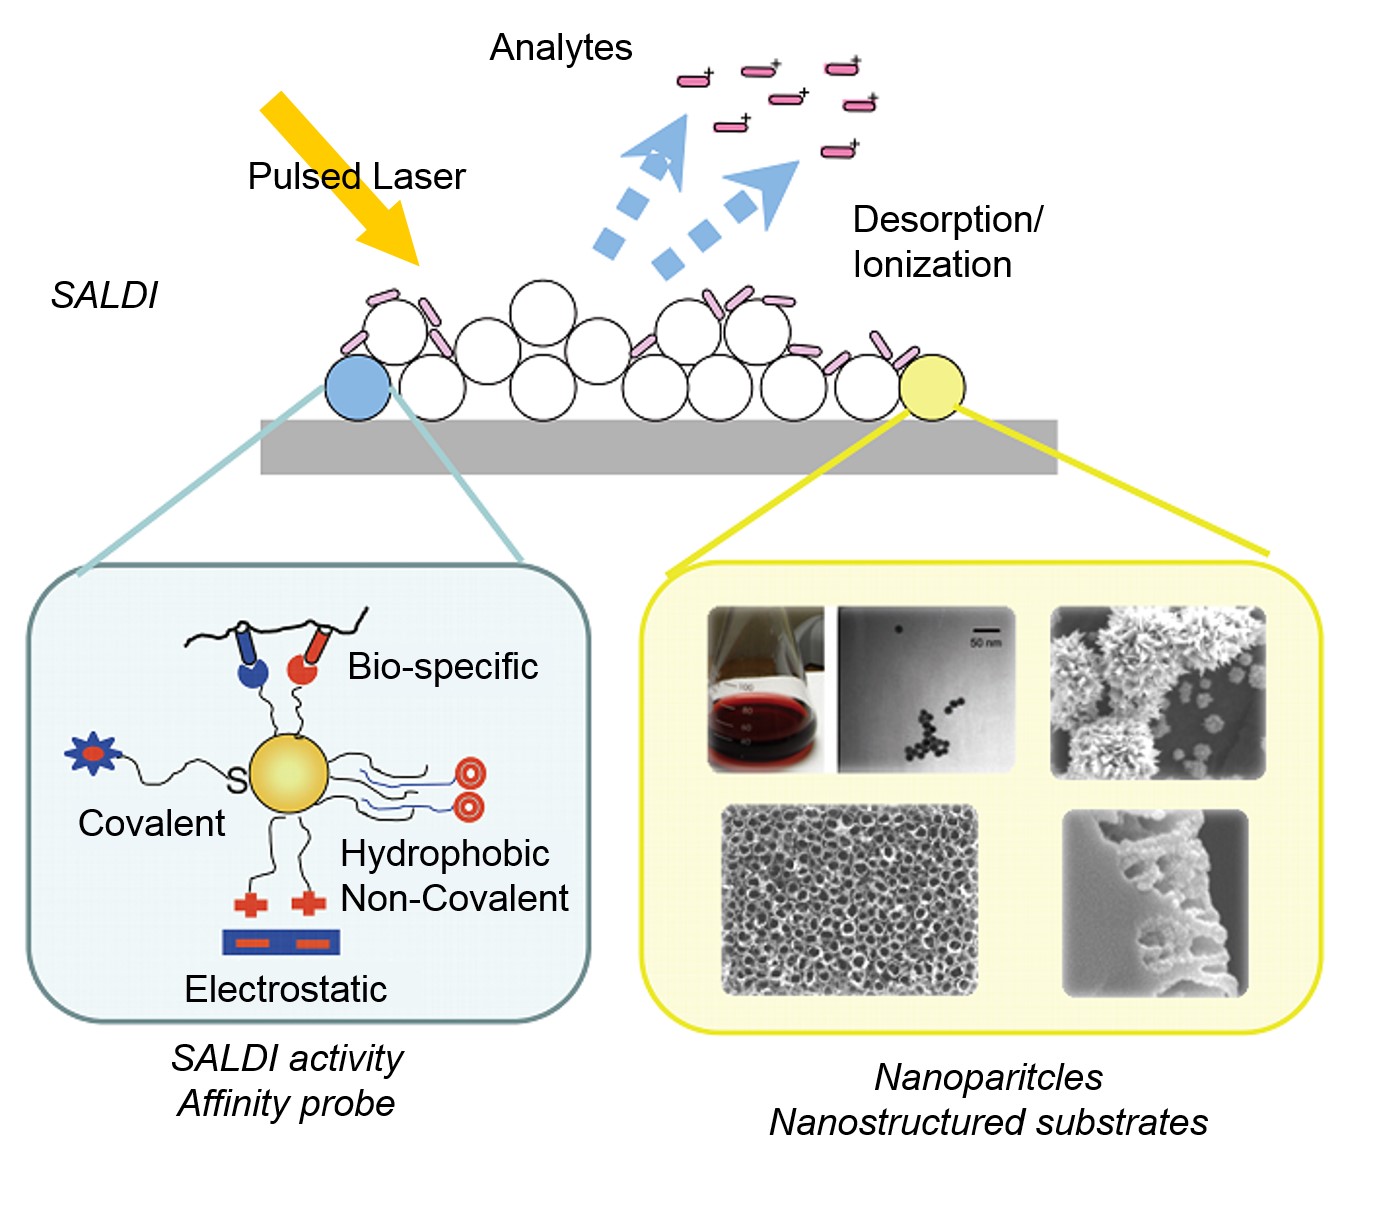 Analytes
Pulsed Laser
Desorption/
Ionization
SALDI
Bio-specific
S
Covalent
Hydrophobic
Non-Covalent
Electrostatic
SALDI activity
Affinity probe
50 nm
100
80
60
40
Nanoparitcles
Nanostructured substrates